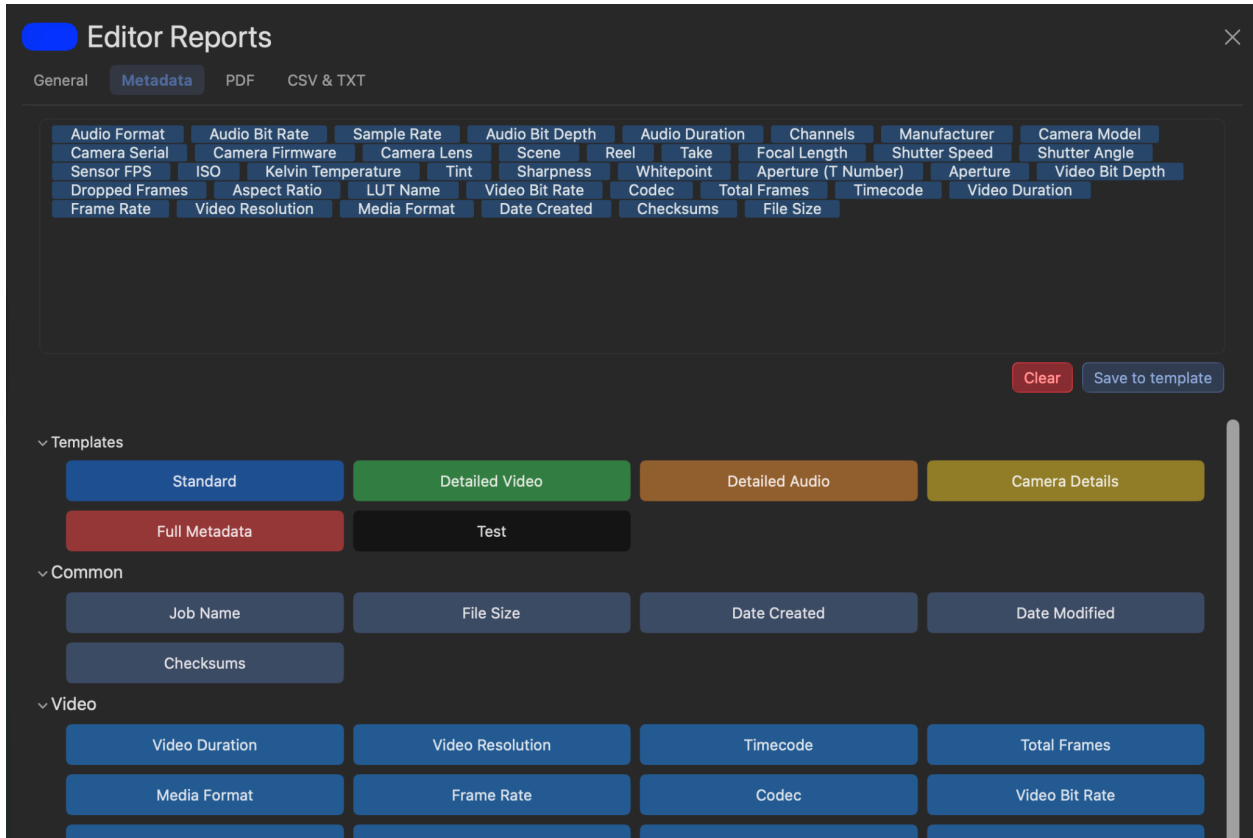 Editor Reports
General Metadata PDF CSV & TXT
Audio Format Audio Bit Rate Sample Rate Audio Bit Depth Audio Duration Channels Manufacturer Camera Model
Camera Serial Camera Firmware Camera Lens Scene Reel Take Focal Length Shutter Speed Shutter Angle
Sensor FPS ISO Kelvin Temperature Tint Sharpness Whitepoint Aperture (T Number) Aperture Video Bit Depth
Dropped Frames Aspect Ratio LUT Name Video Bit Rate Codec Total Frames Timecode Video Duration
Frame Rate Video Resolution Media Format Date Created Checksums File Size
Clear Save to template
Templates
Standard Detailed Video Detailed Audio Camera Details
Full Metadata Test
Common
Job Name File Size Date Created Date Modified
Checksums
Video
Video Duration Video Resolution Timecode Total Frames
Media Format Frame Rate Codec Video Bit Rate